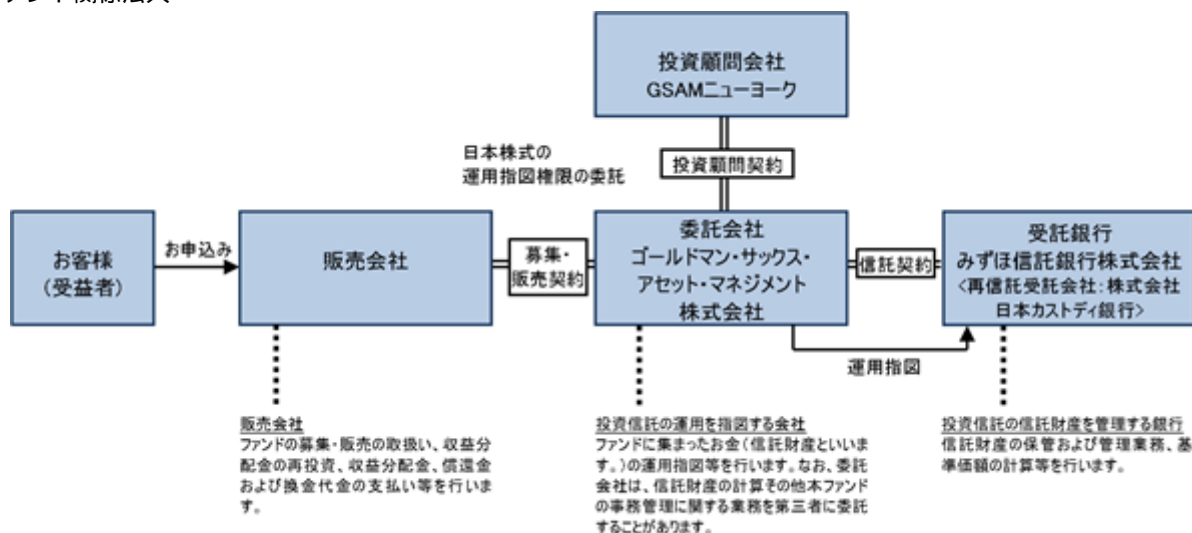 投資顧問会社
GSAMニューヨーク
日本株式の
運用指図権限の委託
投資顧問契約
お客様
(受益者)
お申込み
販売会社
募集・
販売契約
委託会社
ゴールドマン・サックス・
アセット・マネジメント
株式会社
信託契約
受託銀行
みずほ信託銀行株式会社
<再信託受託会社:株式会社
日本カストディ銀行>
運用指図
販売会社
ファンドの募集・販売の取扱い、収益分
配金の再投資、収益分配金、償還金
および換金代金の支払い等を行いま
す。
投資信託の運用を指図する会社
ファンドに集まったお金(信託財産といいま
す。)の運用指図等を行います。なお、委託
会社は、信託財産の計算その他本ファンド
の事務管理に関する業務を第三者に委託
することがあります。
投資信託の信託財産を管理する銀行
信託財産の保管および管理業務、基
準価額の計算等を行います。